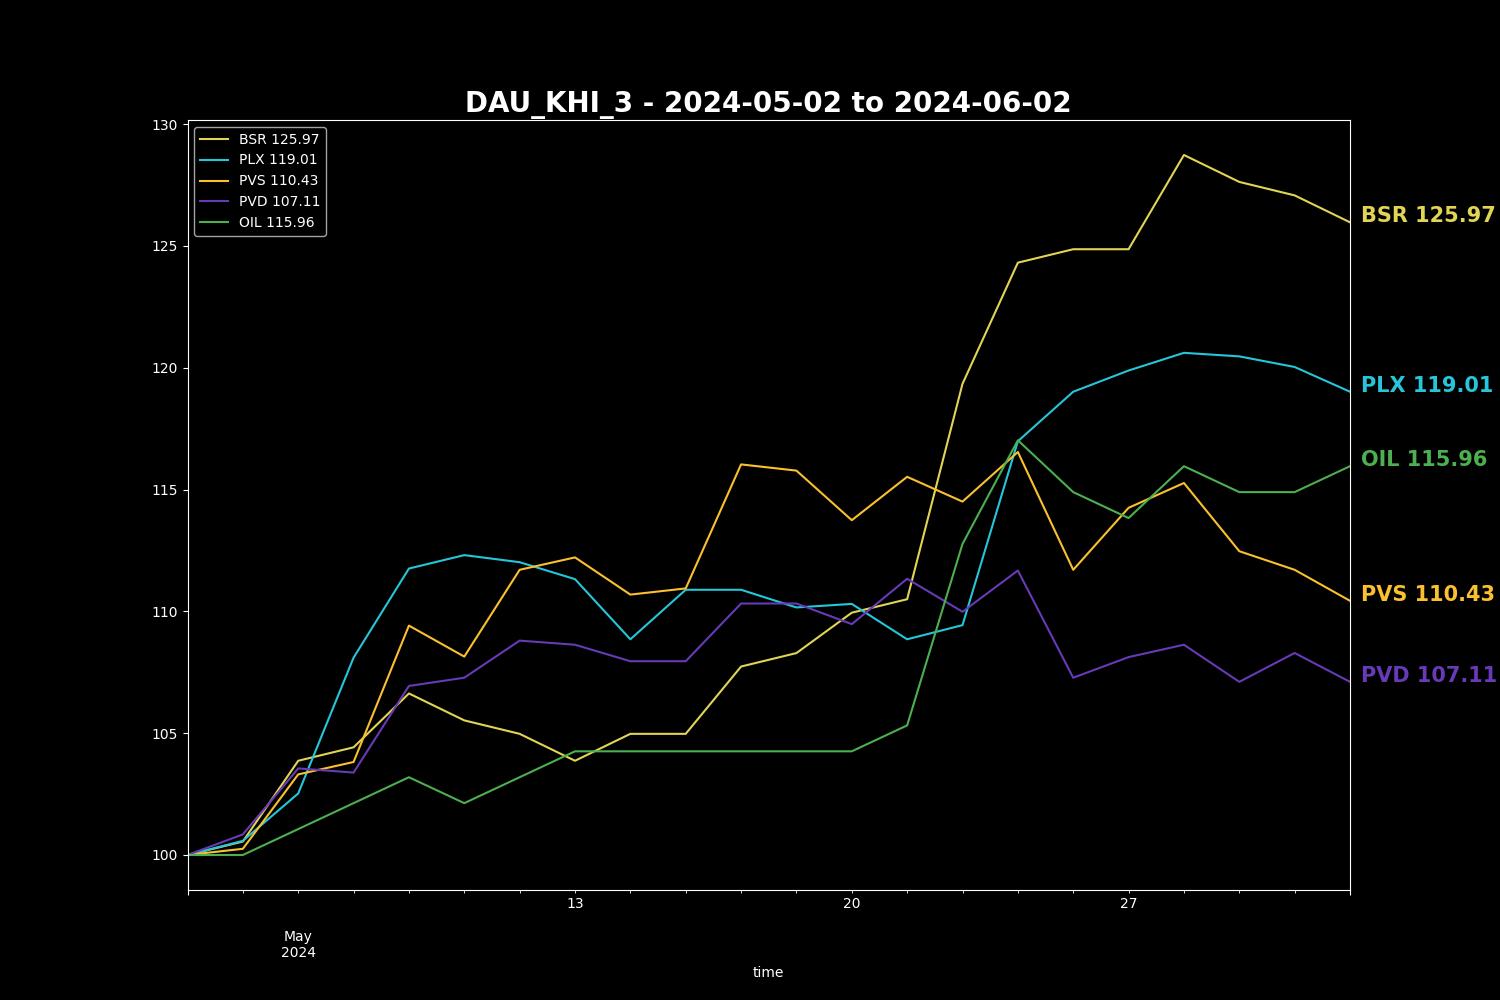 DAU_KHI_3 - 2024-05-02 to 2024-06-02
130
125
120
115
110
105
100
BSR 125.97
PLX 119.01
PVS 110.43
PVD 107.11
OIL 115.96
BSR 125.97
PLX 119.01
OIL 115.96
PVS 110.43
PVD 107.11
13
20
27
May
2024
time